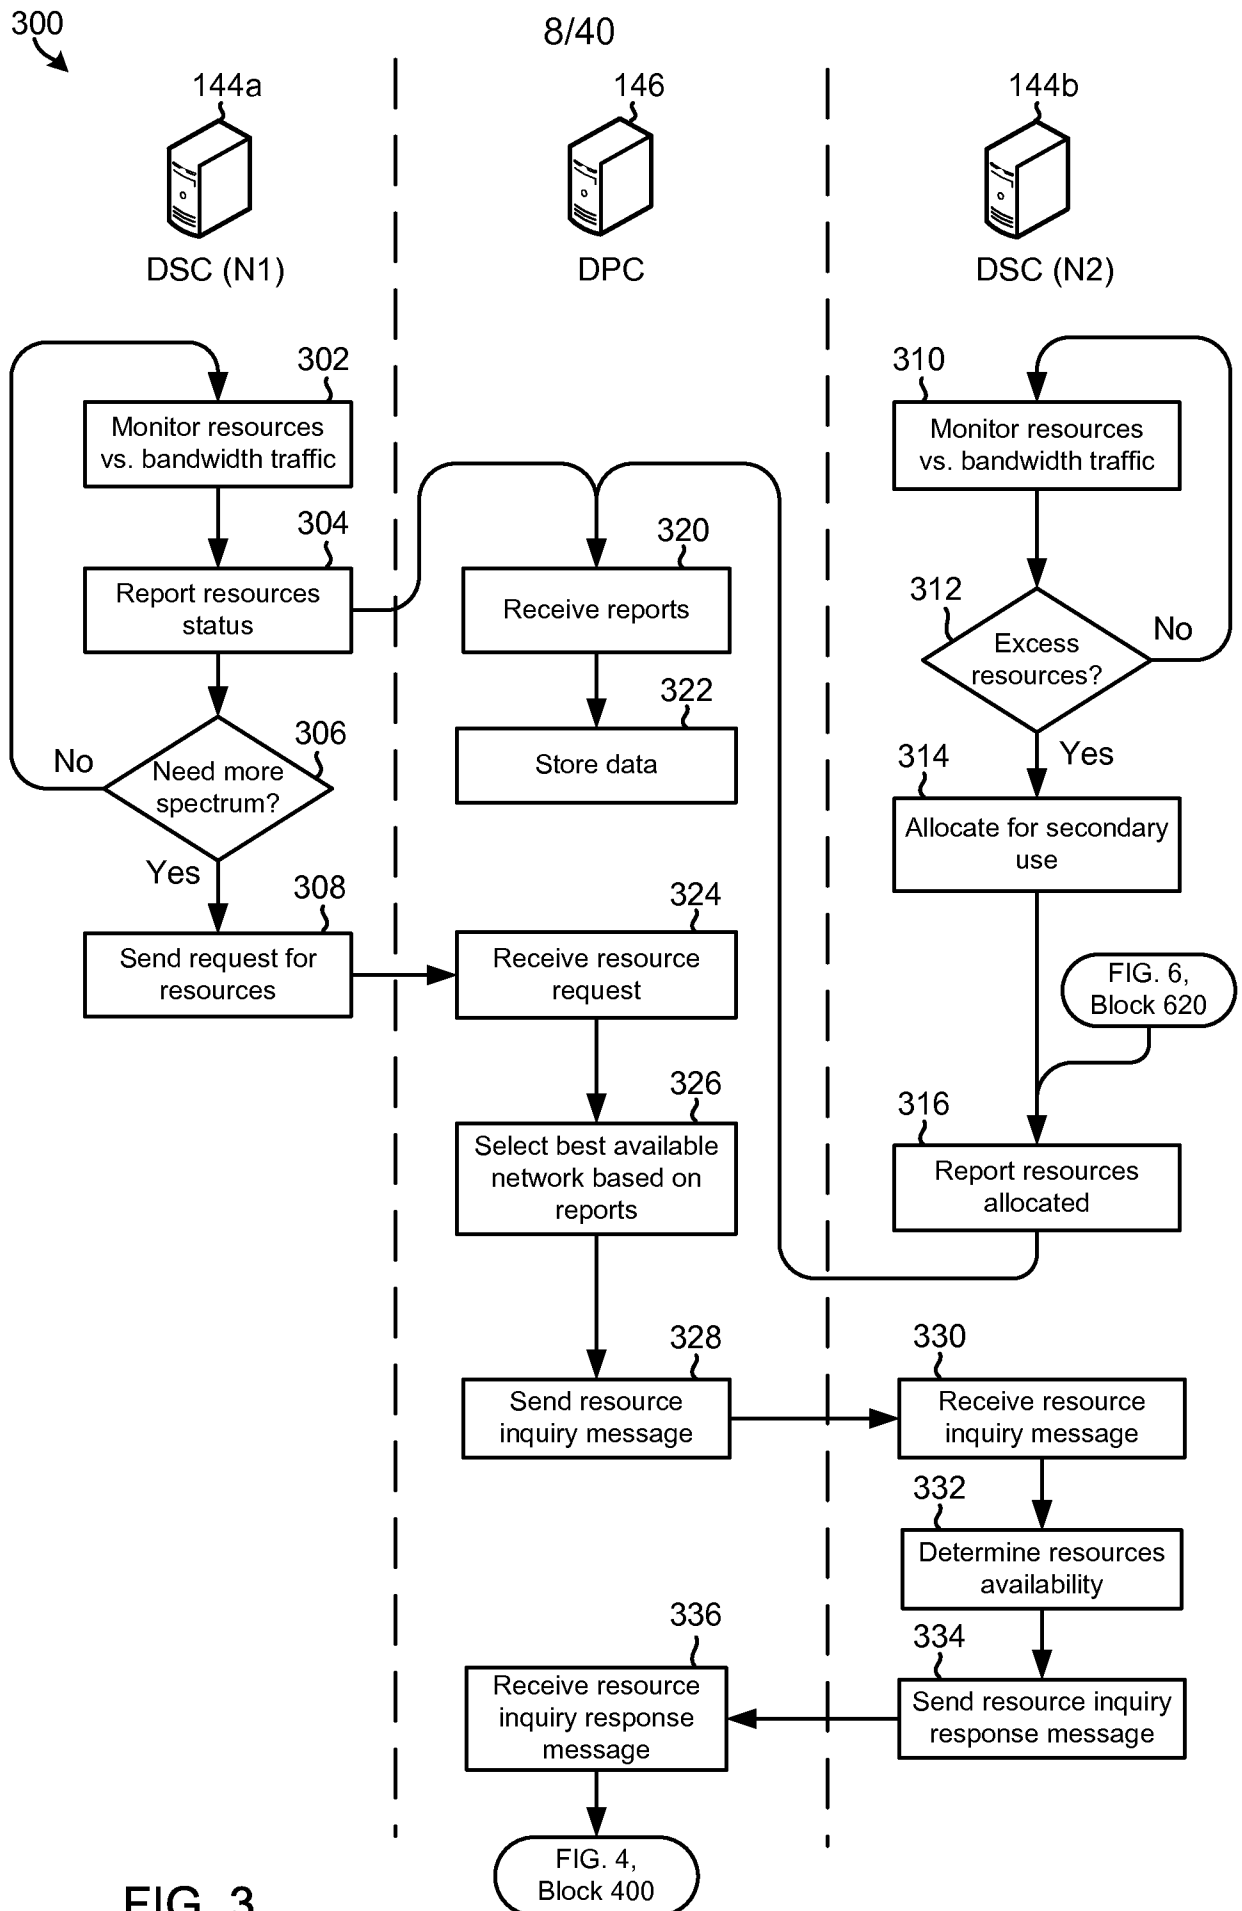 300
8/40
144a
146
144b
DSC (N1)
DPC
DSC (N2)
302
Monitor resources
vs. bandwidth traffic
304
Report resources
status
306
Need more
spectrum?
No
Yes
308
Send request for
resources
320
Receive reports
322
Store data
324
Receive resource
request
326
Select best available
network based on
reports
328
Send resource
inquiry message
336
Receive resource
inquiry response
message
FIG. 4,
Block 400
310
Monitor resources
vs. bandwidth traffic
312
Excess
resources?
No
Yes
314
Allocate for secondary
use
FIG. 6,
Block 620
316
Report resources
allocated
330
Receive resource
inquiry message
332
Determine resources
availability
334
Send resource inquiry
response message
FIG. 3